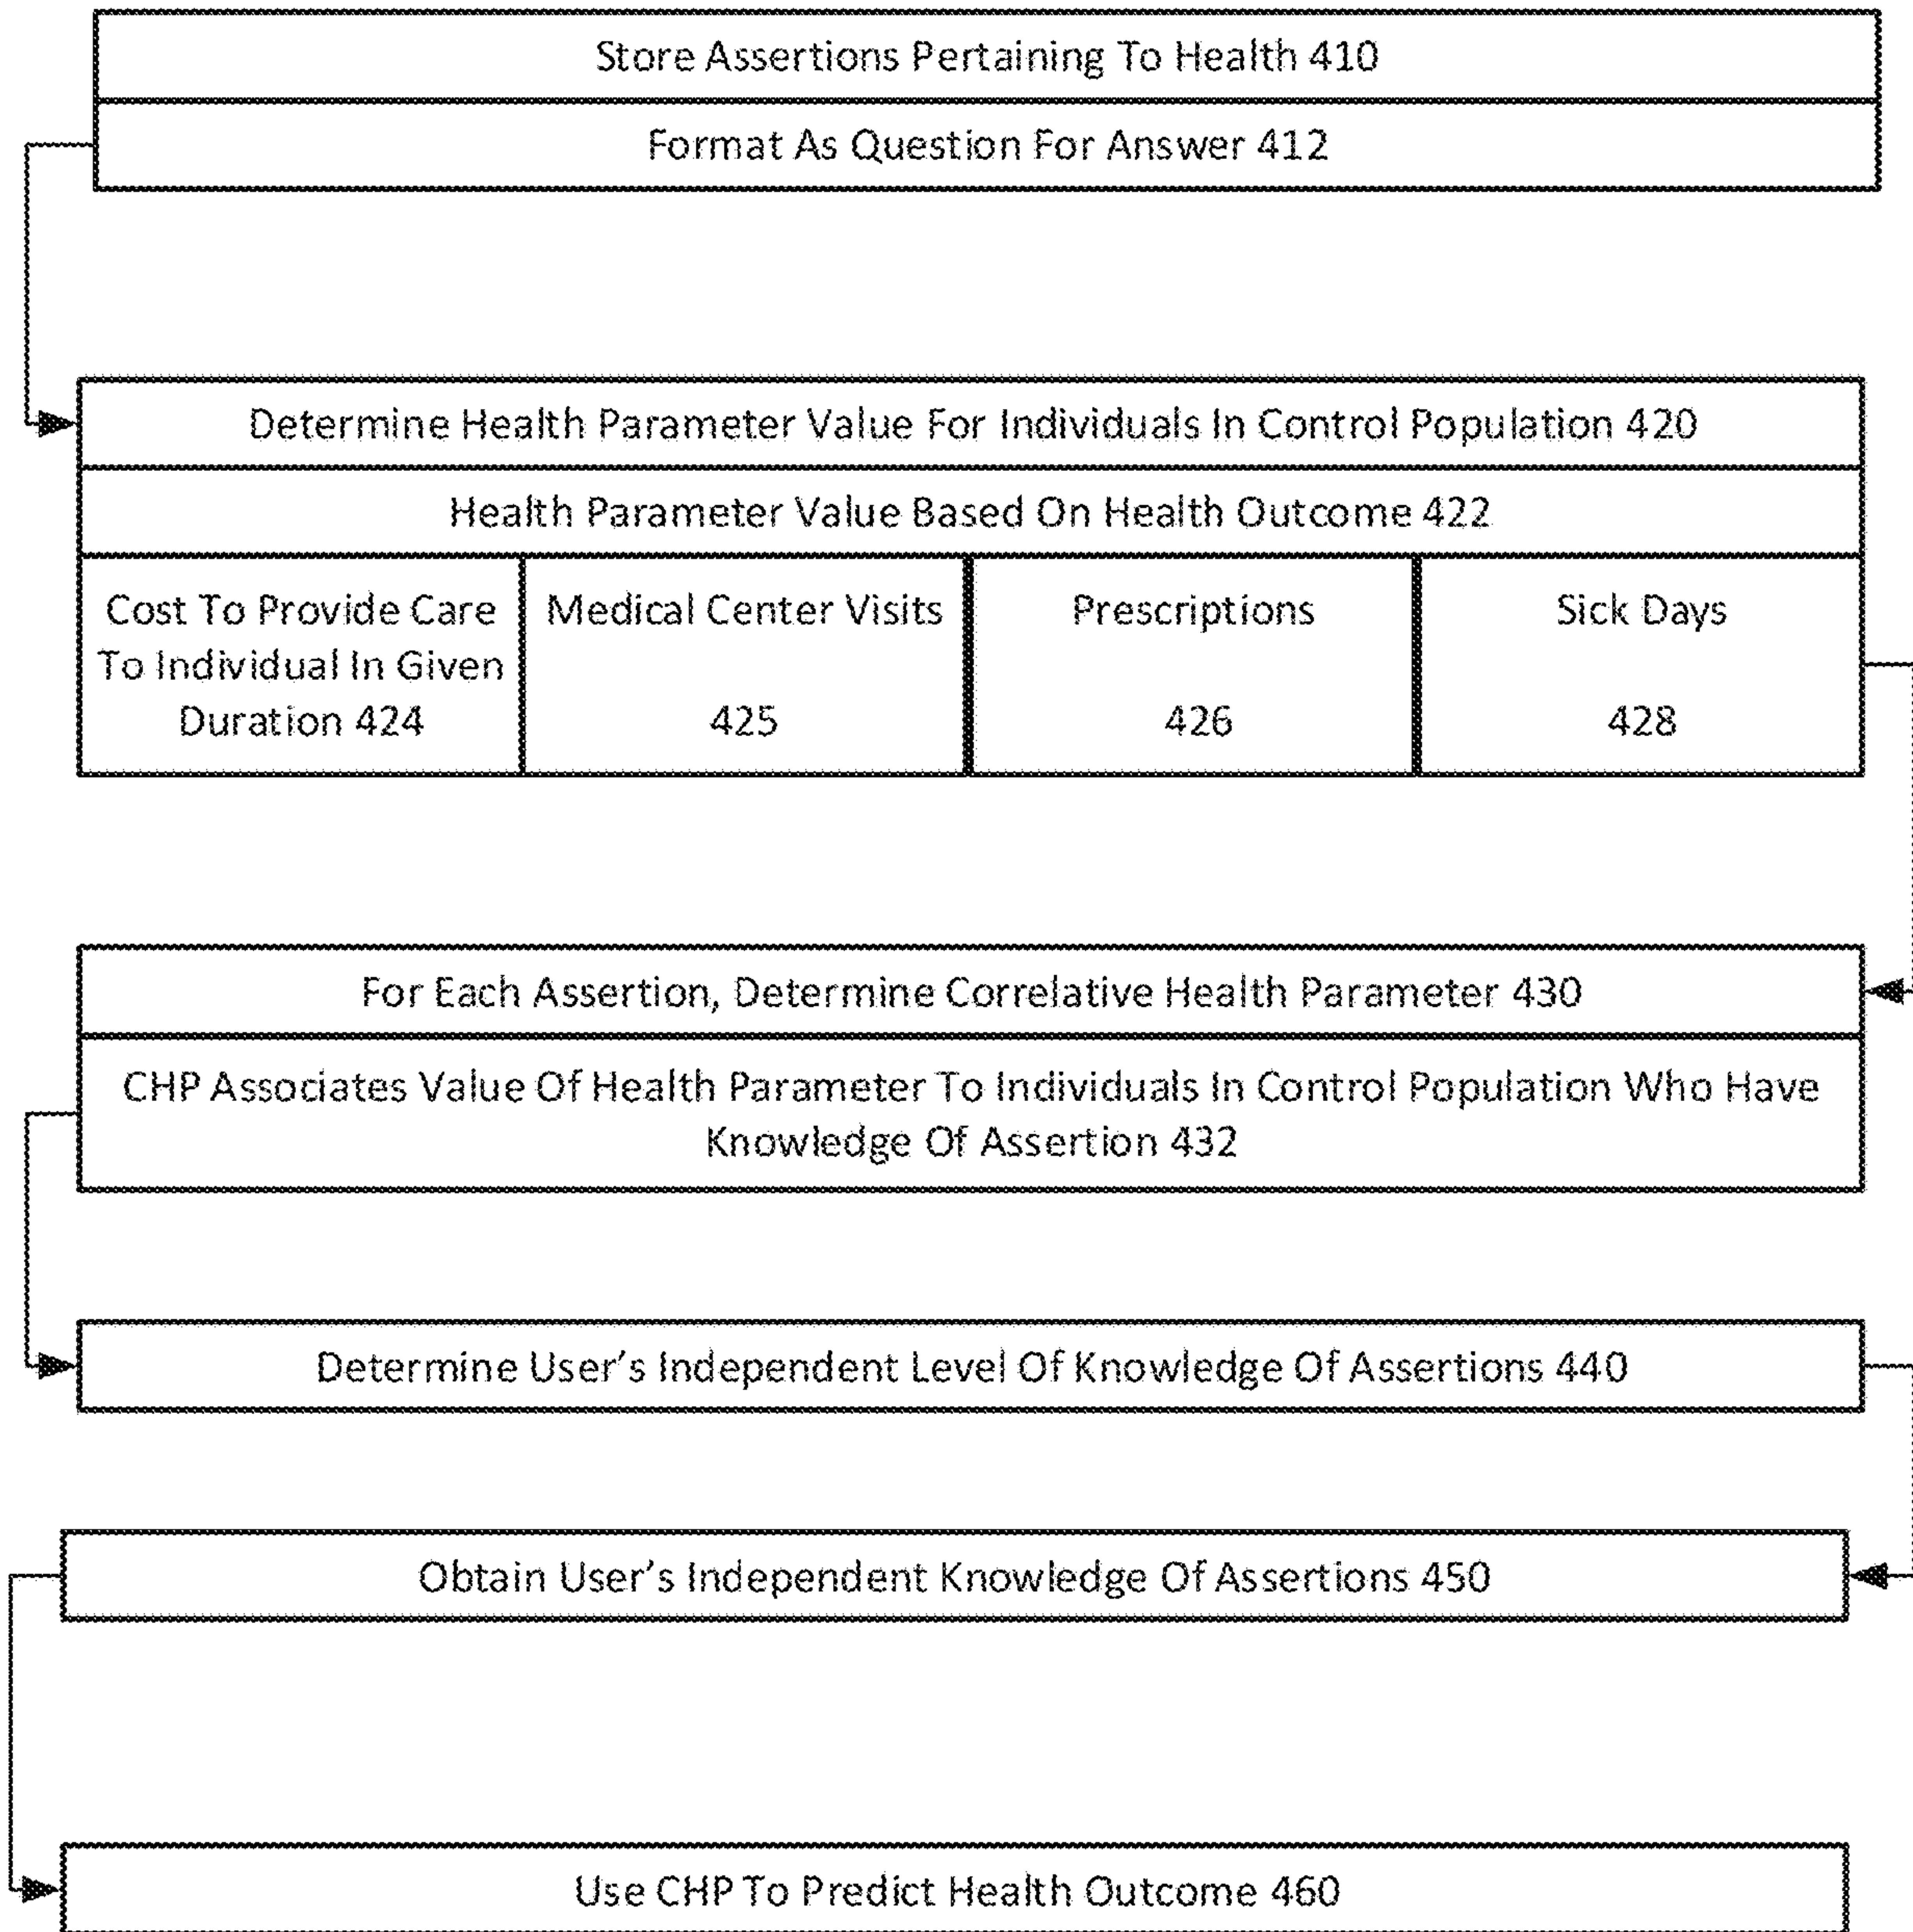 Store Assertions Pertaining To Health 410
Format As Question For Answer 412
Determine Health Parameter Value For Individuals In Control Population 420
Health Parameter Value Based On Health Outcome 422
Cost To Provide Care
To Individual In Given
Duration 424
Medical Center Visits
425
Prescriptions
426
Sick Days
428
For Each Assertion, Determine Correlative Health Parameter 430
CHP Associates Value Of Health Parameter To Individuals In Control Population Who Have
Knowledge Of Assertion 432
Determine User's Independent Level Of Knowledge Of Assertions 440
Obtain User's Independent Knowledge Of Assertions 450
Use CHP To Predict Health Outcome 460